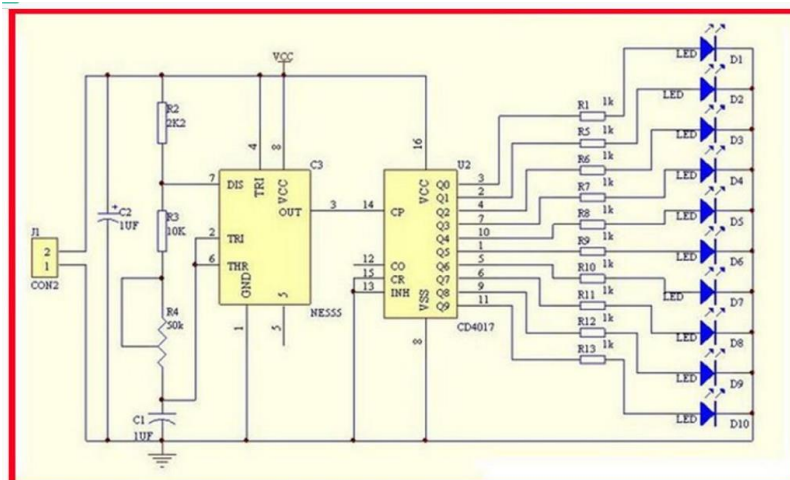 VCC
R2
2K2
C2
1UF
R3
10K
R4
50k
C1
1UF
J1
2
1
CON2
C3
4
8
7
DIS
TRI
VCC
OUT
3
2
TRI
6
THR
GND
5
1
5
NE555
U2
16
14
CP
VCC
12
CO
15
CR
13
INH
VSS
8
CD4017
Q0
3
Q1
2
Q2
4
Q3
7
Q4
10
Q5
1
Q6
5
Q7
6
Q8
9
Q9
11
R1 1k
R5 1k
R6 1k
R7 1k
R8 1k
R9 1k
R10 1k
R11 1k
R12 1k
R13 1k
LED D1
LED D2
LED D3
LED D4
LED D5
LED D6
LED D7
LED D8
LED D9
LED D10